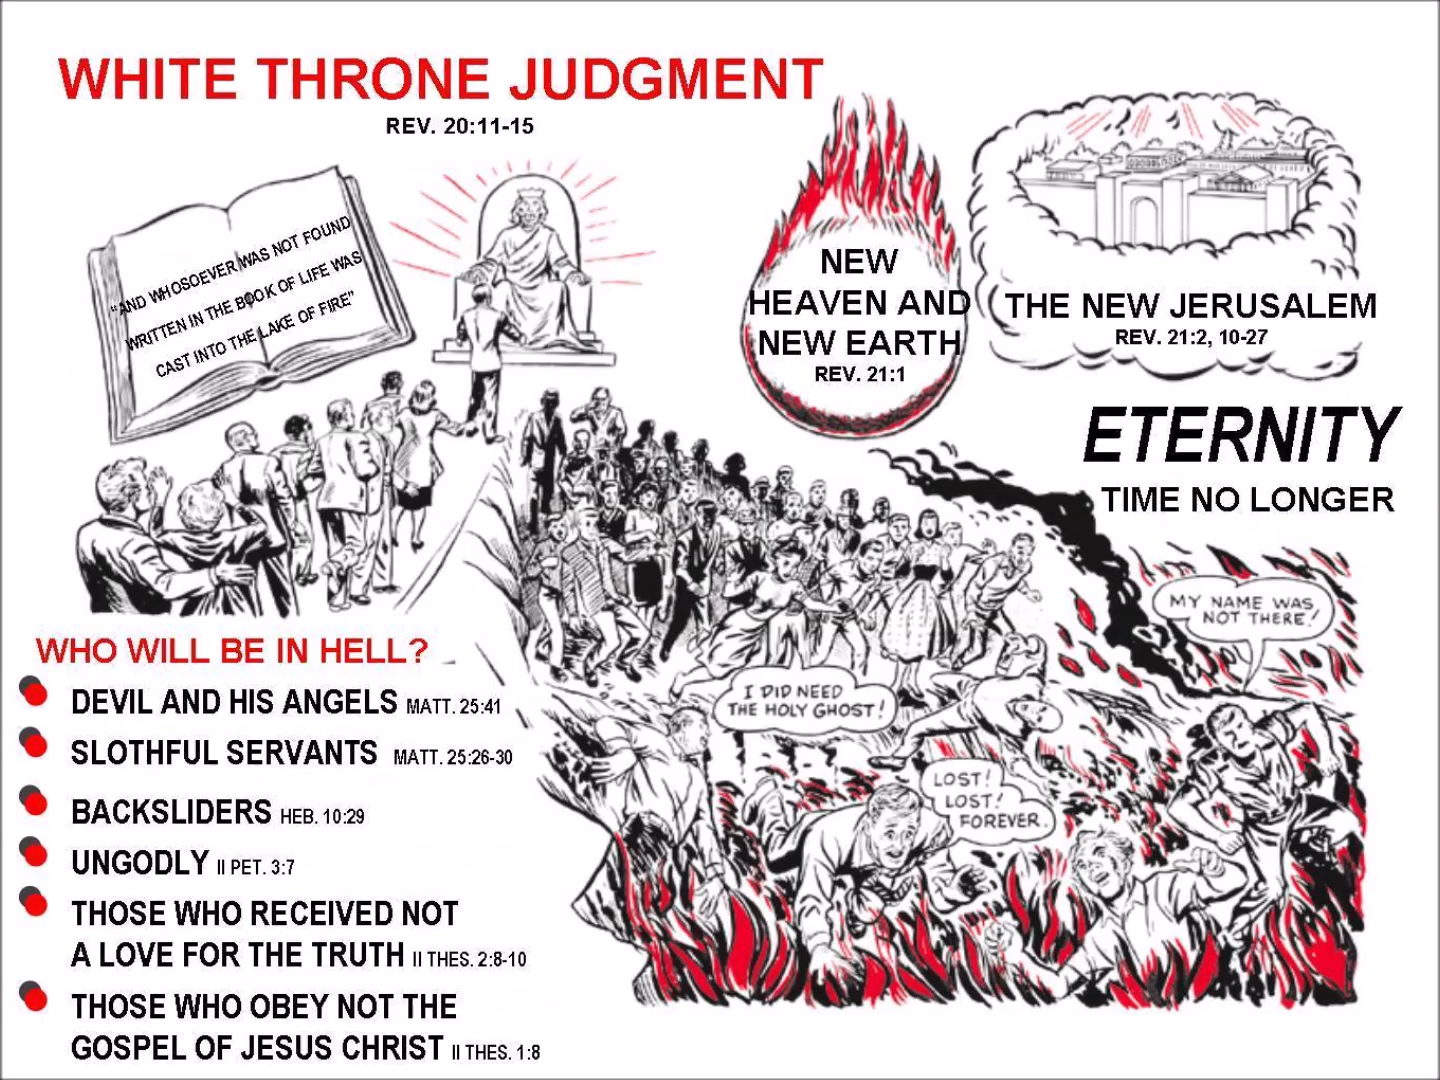 WHITE THRONE JUDGMENT
REV. 20:11-15
"AND WHOSOEVER WAS NOT FOUND
WRITTEN IN THE BOOK OF LIFE WAS
CAST INTO THE LAKE OF FIRE"
NEW
HEAVEN AND
NEW EARTH
REV. 21:1
THE NEW JERUSALEM
REV. 21:2, 10-27
ETERNITY
TIME NO LONGER
MY NAME WAS
NOT THERE!
I DID NEED
THE HOLY GHOST!
LOST!
LOST!
FOREVER.
WHO WILL BE IN HELL?
DEVIL AND HIS ANGELS MATT. 25:41
SLOTHFUL SERVANTS MATT. 25:26-30
BACKSLIDERS HEB. 10:29
UNGODLY II PET. 3:7
THOSE WHO RECEIVED NOT
A LOVE FOR THE TRUTH II THES. 2:8-10
THOSE WHO OBEY NOT THE
GOSPEL OF JESUS CHRIST II THES. 1:8